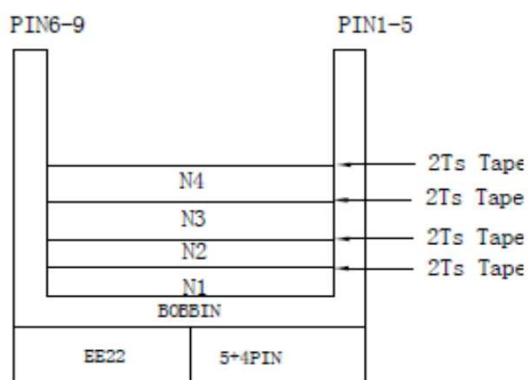 PIN6-9 PIN1-5
2Ts Tape
N4
2Ts Tape
N3
2Ts Tape
N2
2Ts Tape
N1
BOBBIN
EE22 5+4PIN